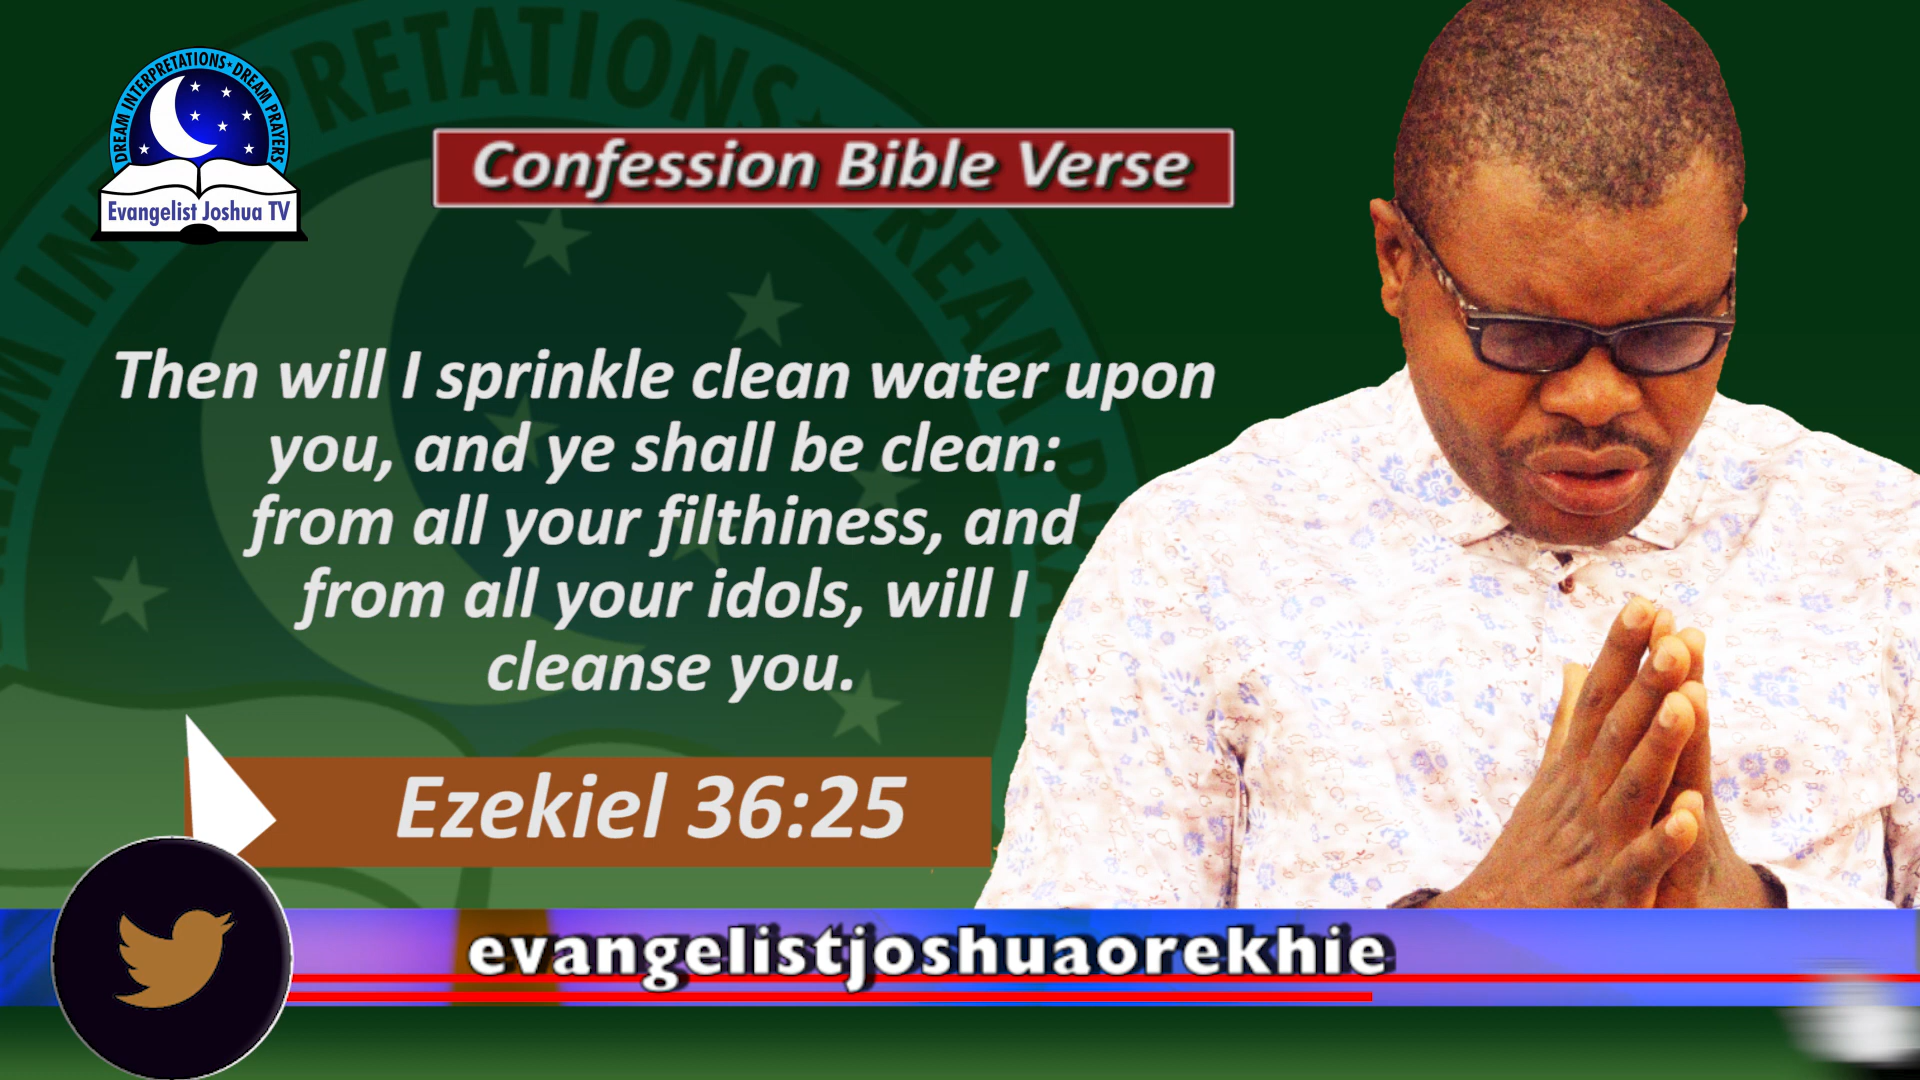 DREAM INTERPRETATIONS • DREAM PRAYERS
Evangelist Joshua TV
Confession Bible Verse
Then will I sprinkle clean water upon
you, and ye shall be clean:
from all your filthiness, and
from all your idols, will I
cleanse you.
Ezekiel 36:25
evangelistjoshuaorekhie